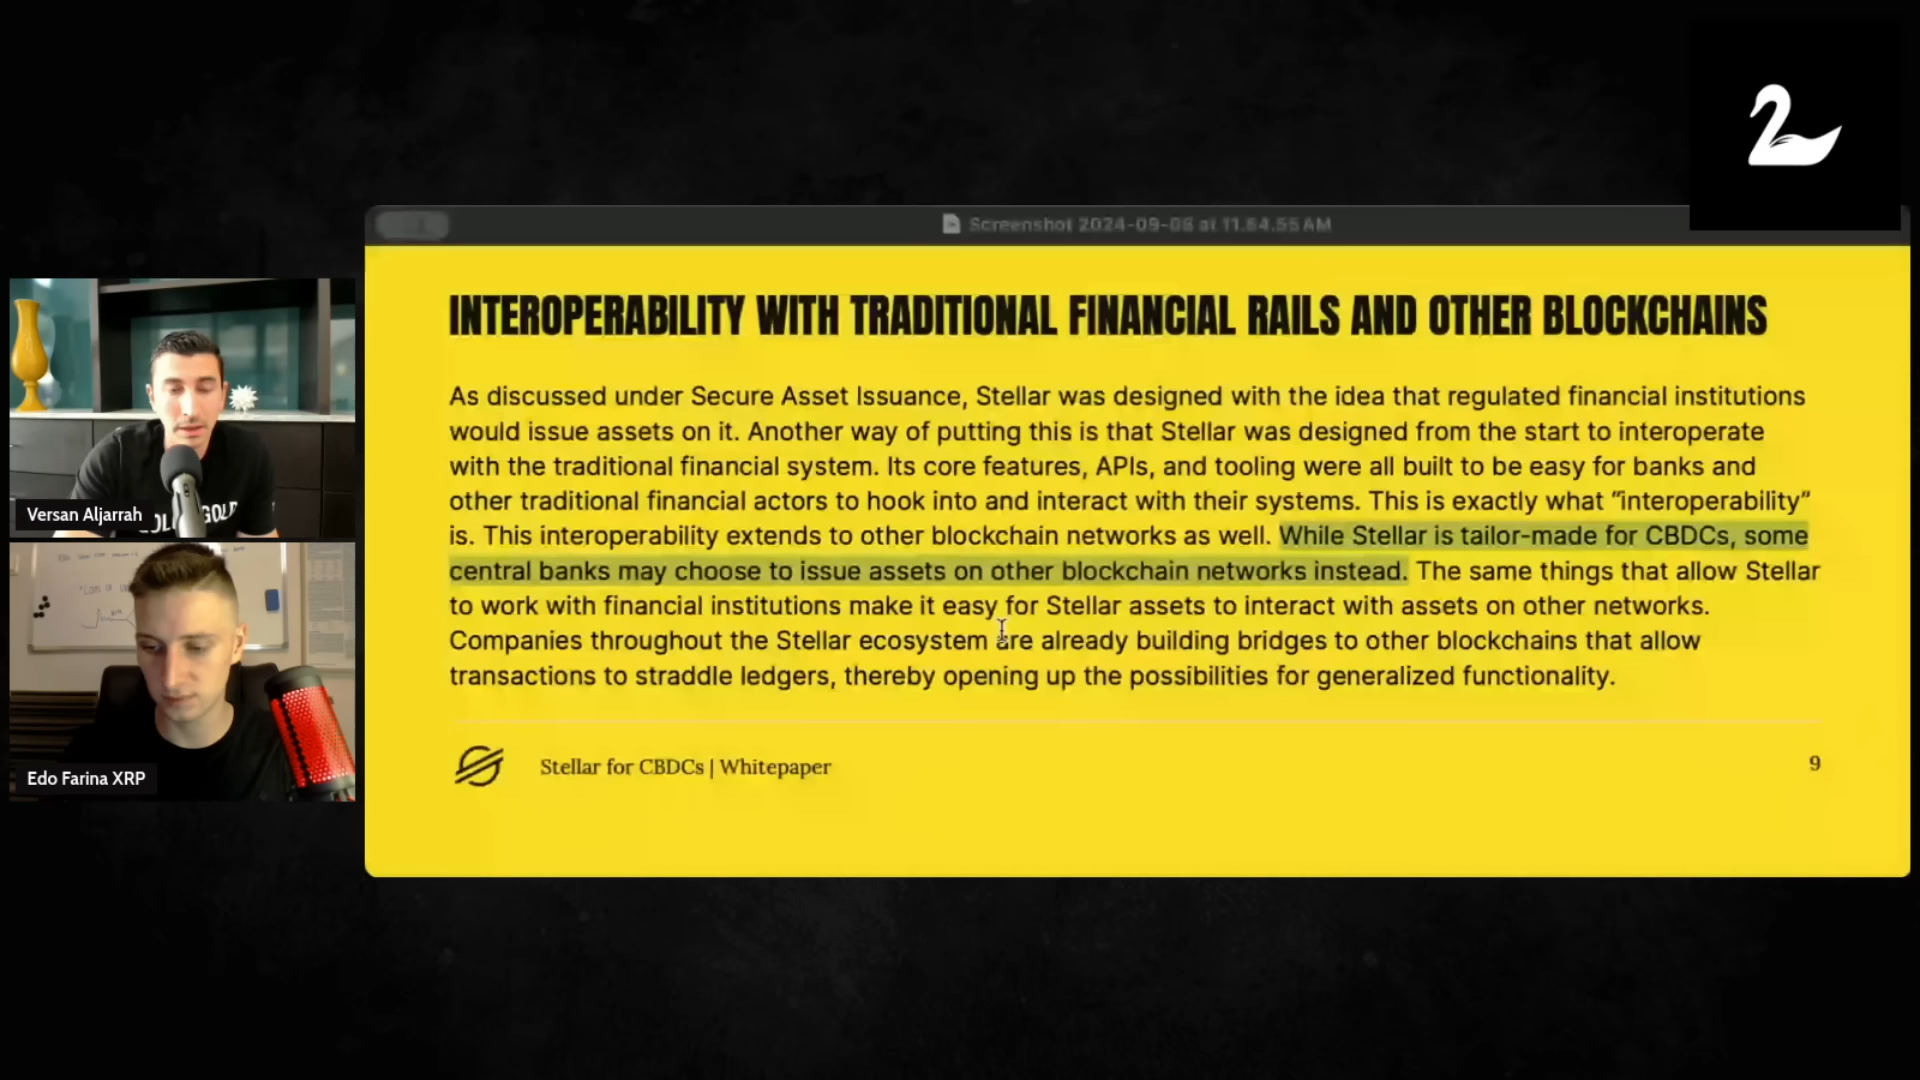 Screenshot 2024-09-08 at 11.54.55 AM
INTEROPERABILITY WITH TRADITIONAL FINANCIAL RAILS AND OTHER BLOCKCHAINS
As discussed under Secure Asset Issuance, Stellar was designed with the idea that regulated financial institutions
would issue assets on it. Another way of putting this is that Stellar was designed from the start to interoperate
with the traditional financial system. Its core features, APIs, and tooling were all built to be easy for banks and
other traditional financial actors to hook into and interact with their systems. This is exactly what “interoperability”
is. This interoperability extends to other blockchain networks as well. While Stellar is tailor-made for CBDCs, some
central banks may choose to issue assets on other blockchain networks instead. The same things that allow Stellar
to work with financial institutions make it easy for Stellar assets to interact with assets on other networks.
Companies throughout the Stellar ecosystem are already building bridges to other blockchains that allow
transactions to straddle ledgers, thereby opening up the possibilities for generalized functionality.
Stellar for CBDCs | Whitepaper
9
Versan Aljarrah
Edo Farina XRP